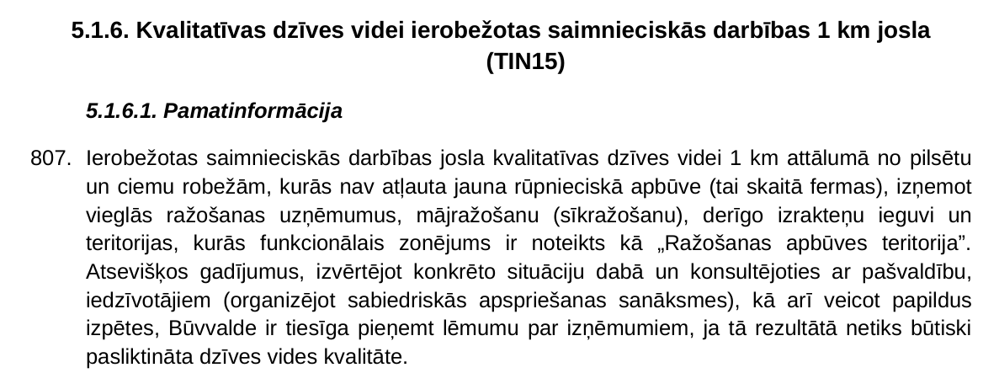 5.1.6. Kvalitatīvas dzīves videi ierobežotas saimnieciskās darbības 1 km josla
(TIN15)
5.1.6.1. Pamatinformācija
807. Ierobežotas saimnieciskās darbības josla kvalitatīvas dzīves videi 1 km attālumā no pilsētu
un ciemu robežām, kurās nav atļauta jauna rūpnieciskā apbūve (tai skaitā fermas), izņemot
vieglās ražošanas uzņēmumus, mājražošanu (sīkražošanu), derīgo izrakteņu ieguvi un
teritorijas, kurās funkcionālais zonējums ir noteikts kā „Ražošanas apbūves teritorija”.
Atsevišķos gadījumus, izvērtējot konkrēto situāciju dabā un konsultējoties ar pašvaldību,
iedzīvotājiem (organizējot sabiedriskās apspriešanas sanāksmes), kā arī veicot papildus
izpētes, Būvvalde ir tiesīga pieņemt lēmumu par izņēmumiem, ja tā rezultātā netiks būtiski
pasliktināta dzīves vides kvalitāte.